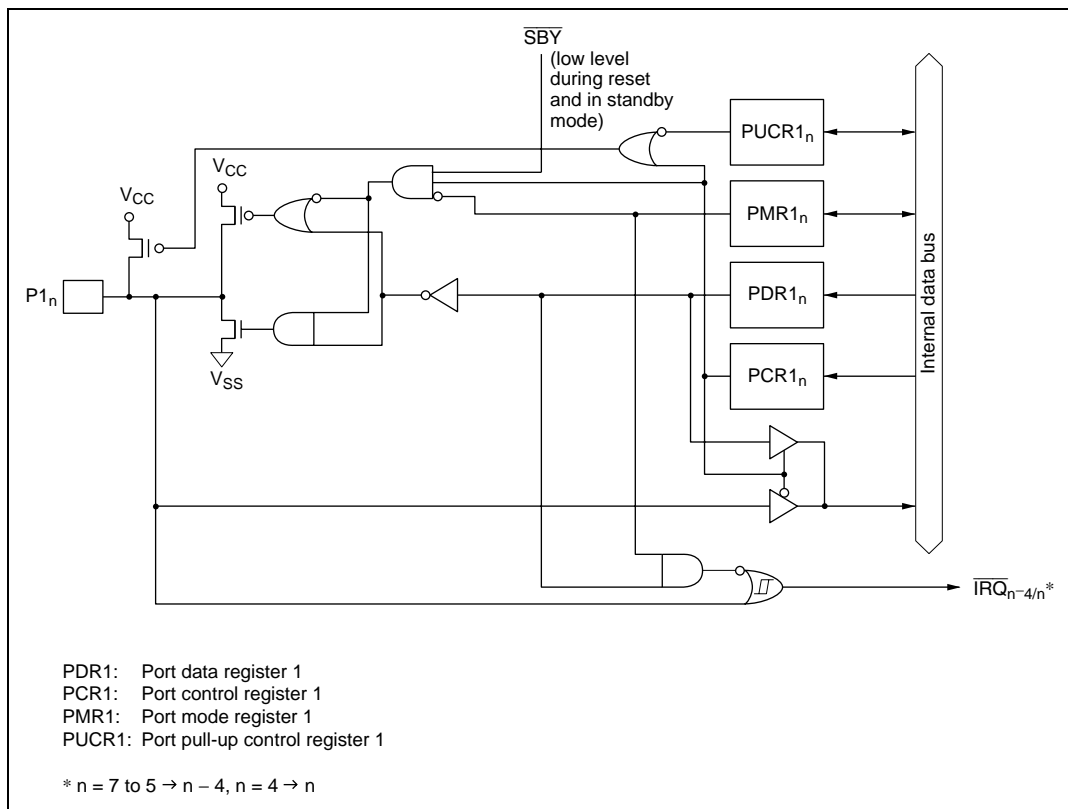 S̅B̅Y̅
(low level
during reset
and in standby
mode)
PUCR1n
VCC
VCC
PMR1n
P1n
PDR1n
VSS
PCR1n
Internal data bus
I̅R̅Q̅n−4/n*
PDR1: Port data register 1
PCR1: Port control register 1
PMR1: Port mode register 1
PUCR1: Port pull-up control register 1
* n = 7 to 5 → n − 4, n = 4 → n